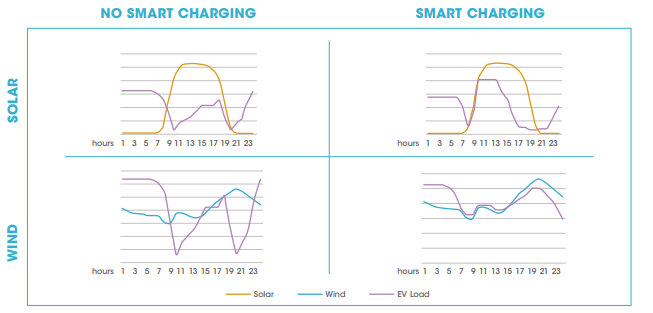 NO SMART CHARGING
SMART CHARGING
SOLAR
hours 1 3 5 7 9 11 13 15 17 19 21 23
hours 1 3 5 7 9 11 13 15 17 19 21 23
WIND
hours 1 3 5 7 9 11 13 15 17 19 21 23
hours 1 3 5 7 9 11 13 15 17 19 21 23
Solar Wind EV Load